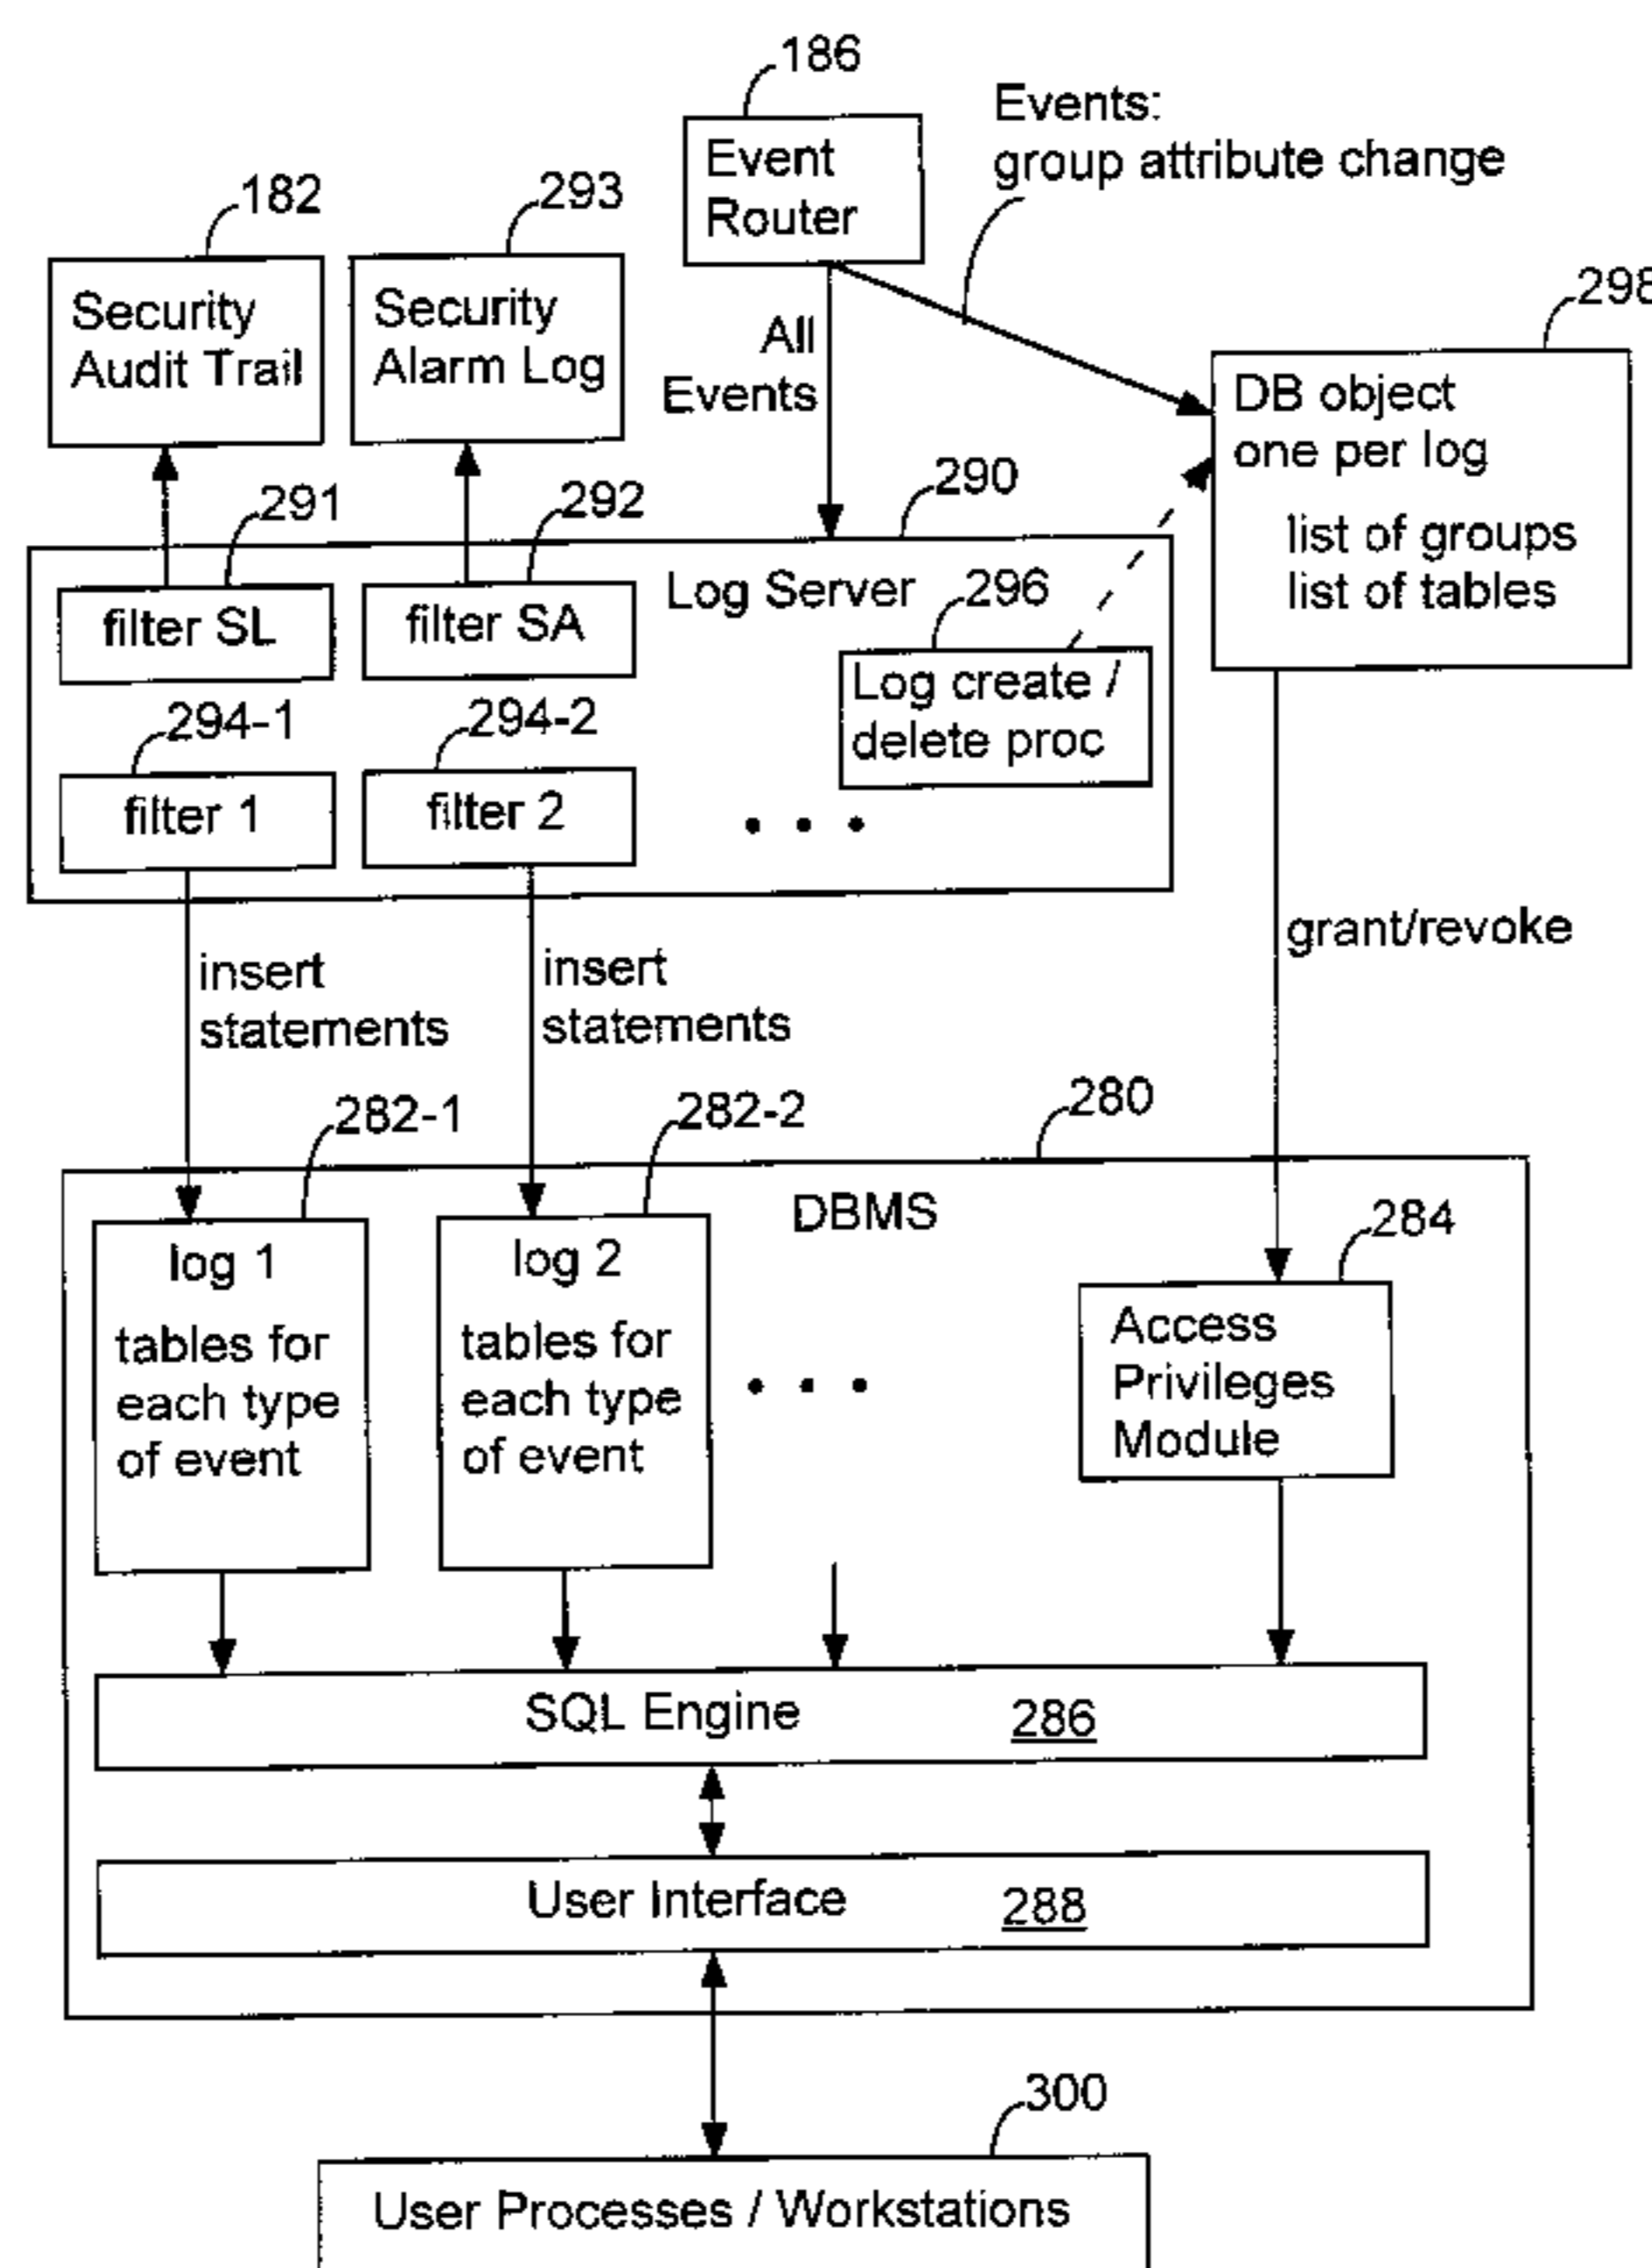 186
Event
Router
Events:
group attribute change
182
Security
Audit Trail
293
Security
Alarm Log
All
Events
298
DB object
one per log
list of groups
list of tables
290
Log Server
291
filter SL
292
filter SA
296
Log create /
delete proc
294-1
filter 1
294-2
filter 2
• • •
insert
statements
insert
statements
grant/revoke
280
DBMS
282-1
log 1
tables for
each type
of event
282-2
log 2
tables for
each type
of event
• • •
284
Access
Privileges
Module
SQL Engine 286
User Interface 288
300
User Processes / Workstations